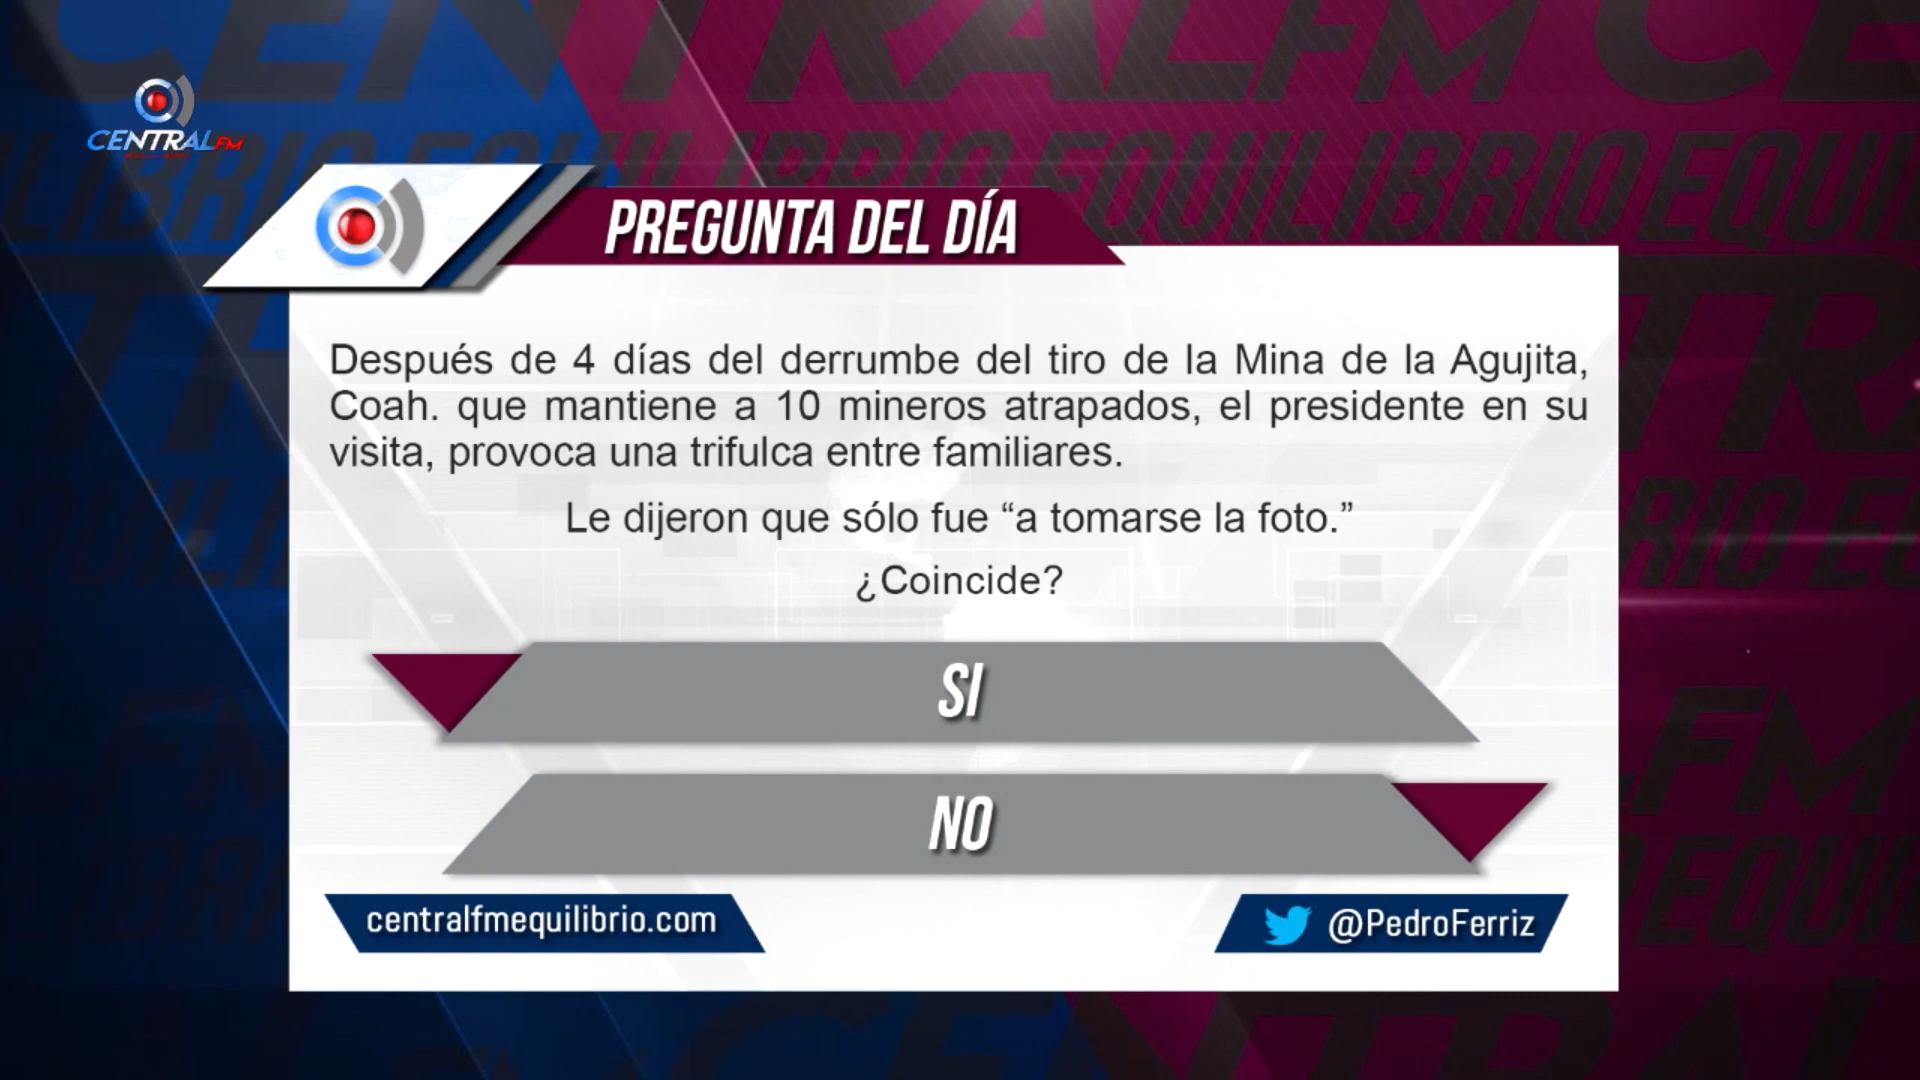 CENTRALFM
PREGUNTA DEL DÍA
Después de 4 días del derrumbe del tiro de la Mina de la Agujita,
Coah. que mantiene a 10 mineros atrapados, el presidente en su
visita, provoca una trifulca entre familiares.
Le dijeron que sólo fue “a tomarse la foto.”
¿Coincide?
SI
NO
centralfmequilibrio.com
@PedroFerriz